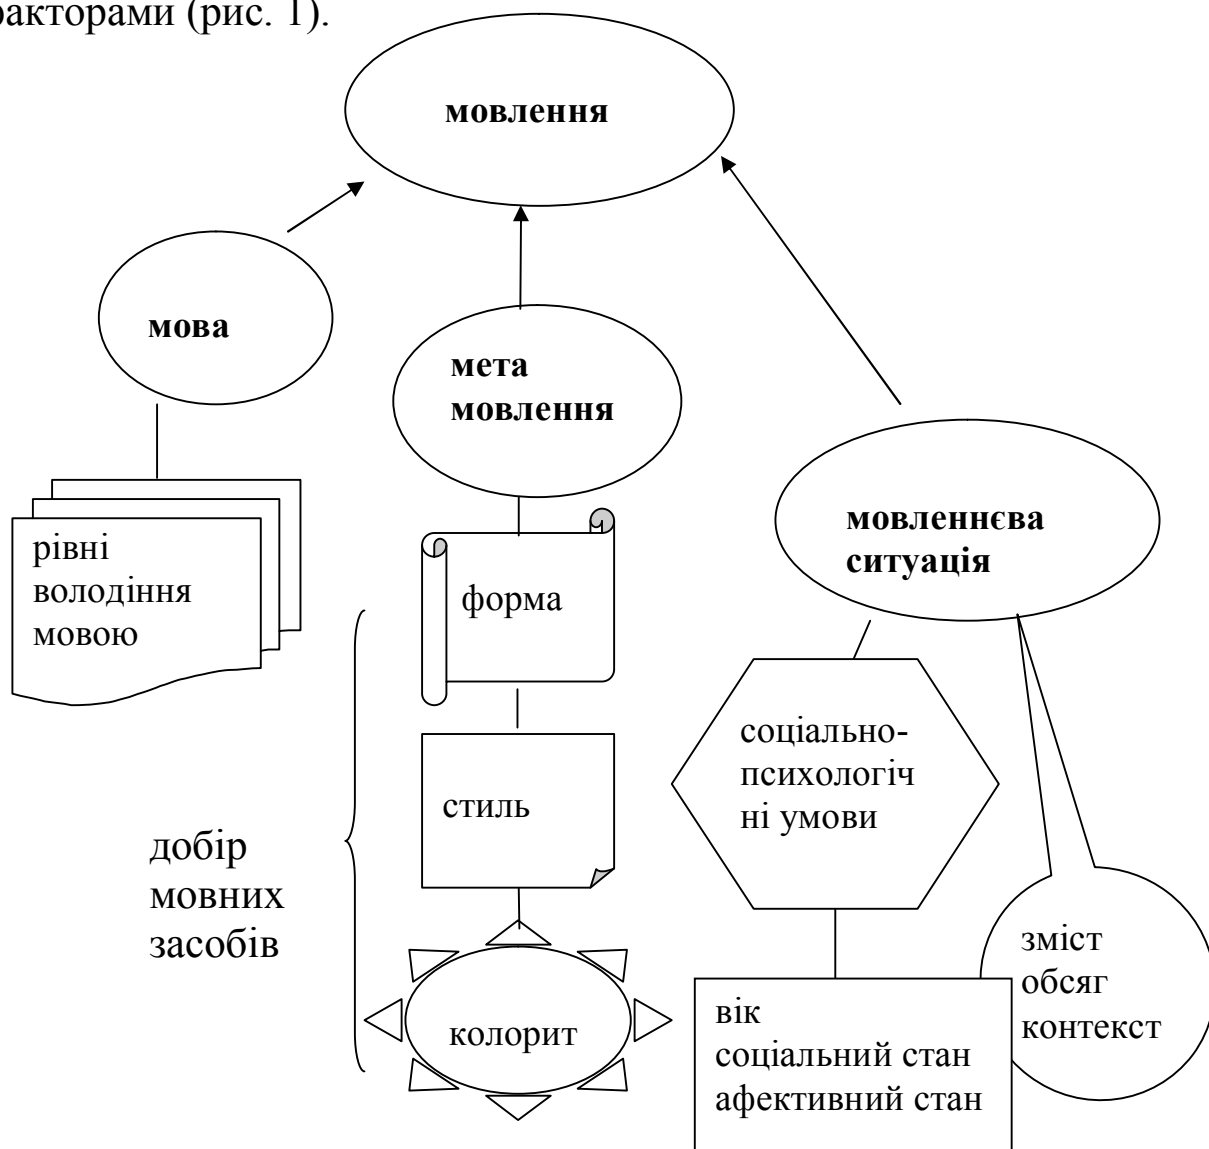 факторами (рис. 1).
мовлення
мова
мета
мовлення
мовленнєва
ситуація
рівні
володіння
мовою
форма
стиль
колорит
добір
мовних
засобів
соціально-
психологіч
ні умови
вік
соціальний стан
афективний стан
зміст
обсяг
контекст